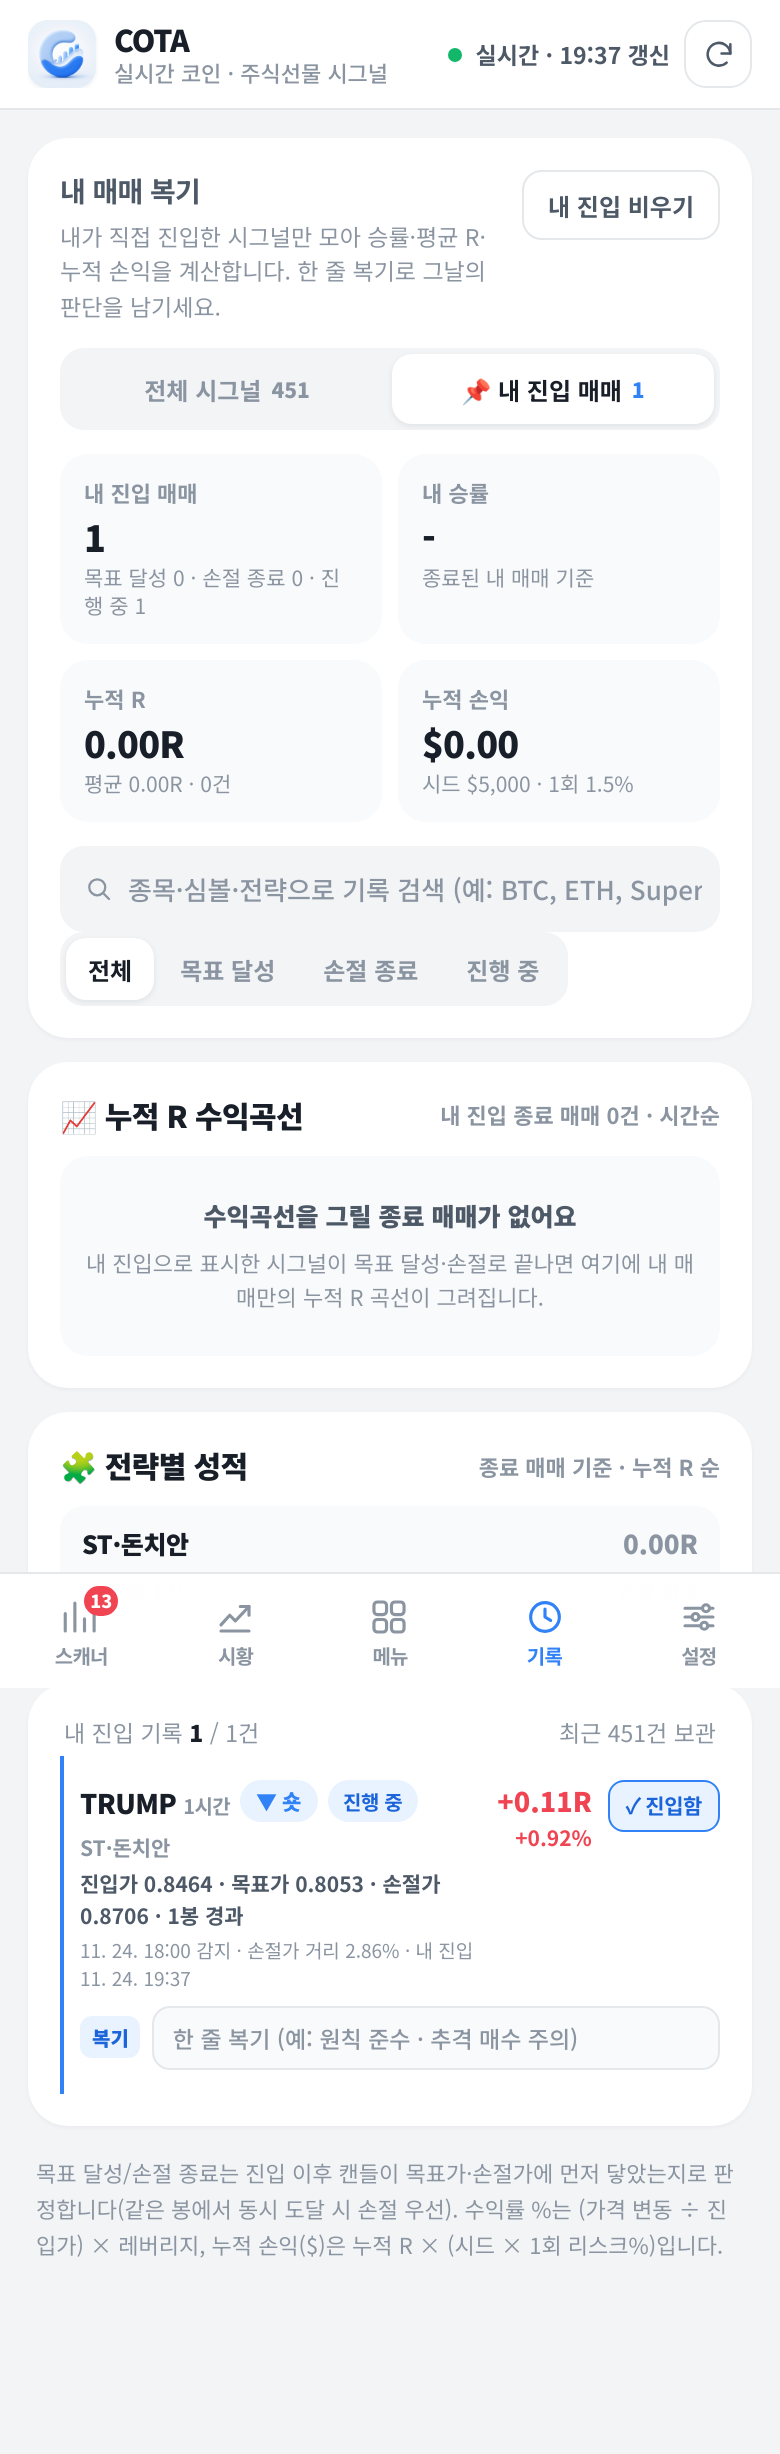 COTA
실시간 코인 · 주식선물 시그널
실시간 · 19:37 갱신
내 매매 복기
내 진입 비우기
내가 직접 진입한 시그널만 모아 승률·평균 R·
누적 손익을 계산합니다. 한 줄 복기로 그날의
판단을 남기세요.
전체 시그널 451
📌 내 진입 매매 1
내 진입 매매
1
목표 달성 0 · 손절 종료 0 · 진
행 중 1
내 승률
-
종료된 내 매매 기준
누적 R
0.00R
평균 0.00R · 0건
누적 손익
$0.00
시드 $5,000 · 1회 1.5%
종목·심볼·전략으로 기록 검색 (예: BTC, ETH, Super
전체
목표 달성
손절 종료
진행 중
📈 누적 R 수익곡선
내 진입 종료 매매 0건 · 시간순
수익곡선을 그릴 종료 매매가 없어요
내 진입으로 표시한 시그널이 목표 달성·손절로 끝나면 여기에 내 매
매만의 누적 R 곡선이 그려집니다.
🧩 전략별 성적
종료 매매 기준 · 누적 R 순
ST·돈치안
0.00R
13
스캐너
시황
메뉴
기록
설정
내 진입 기록 1 / 1건
최근 451건 보관
TRUMP 1시간 ▼ 숏 진행 중
+0.11R
✓ 진입함
ST·돈치안
+0.92%
진입가 0.8464 · 목표가 0.8053 · 손절가
0.8706 · 1봉 경과
11. 24. 18:00 감지 · 손절가 거리 2.86% · 내 진입
11. 24. 19:37
복기
한 줄 복기 (예: 원칙 준수 · 추격 매수 주의)
목표 달성/손절 종료는 진입 이후 캔들이 목표가·손절가에 먼저 닿았는지로 판
정합니다(같은 봉에서 동시 도달 시 손절 우선). 수익률 %는 (가격 변동 ÷ 진
입가) × 레버리지, 누적 손익($)은 누적 R × (시드 × 1회 리스크%)입니다.